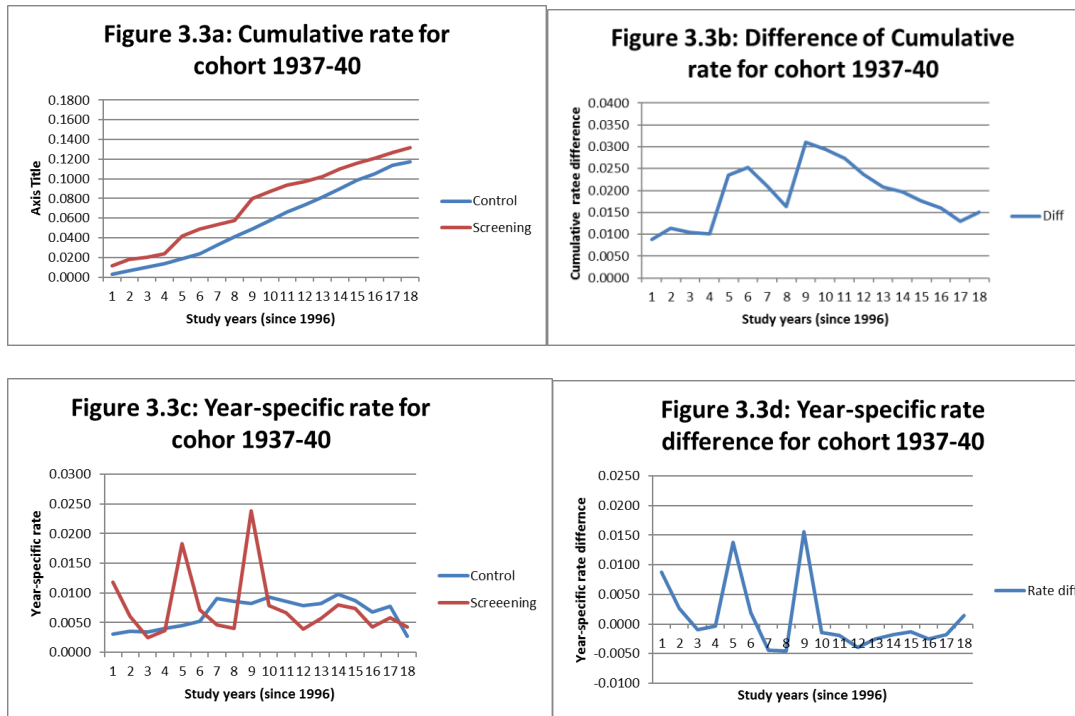 Figure 3.3a: Cumulative rate for
cohort 1937-40
0.1800
0.1600
0.1400
0.1200
0.1000
0.0800
0.0600
0.0400
0.0200
0.0000
Axis Title
1 2 3 4 5 6 7 8 9 10 11 12 13 14 15 16 17 18
Study years (since 1996)
Control
Screening
Figure 3.3b: Difference of Cumulative
rate for cohort 1937-40
0.0400
0.0350
0.0300
0.0250
0.0200
0.0150
0.0100
0.0050
0.0000
Cumulative ratee difference
1 2 3 4 5 6 7 8 9 10 11 12 13 14 15 16 17 18
Study years (since 1996)
Diff
Figure 3.3c: Year-specific rate for
cohor 1937-40
0.0300
0.0250
0.0200
0.0150
0.0100
0.0050
0.0000
Year-specific rate
1 2 3 4 5 6 7 8 9 10 11 12 13 14 15 16 17 18
Study years (since 1996)
Control
Screeening
Figure 3.3d: Year-specific rate
difference for cohort 1937-40
0.0250
0.0200
0.0150
0.0100
0.0050
0.0000
-0.0050
-0.0100
Year-specific rate differnce
1 2 3 4 5 6 7 8 9 10 11 12 13 14 15 16 17 18
Study years (since 1996)
Rate diff